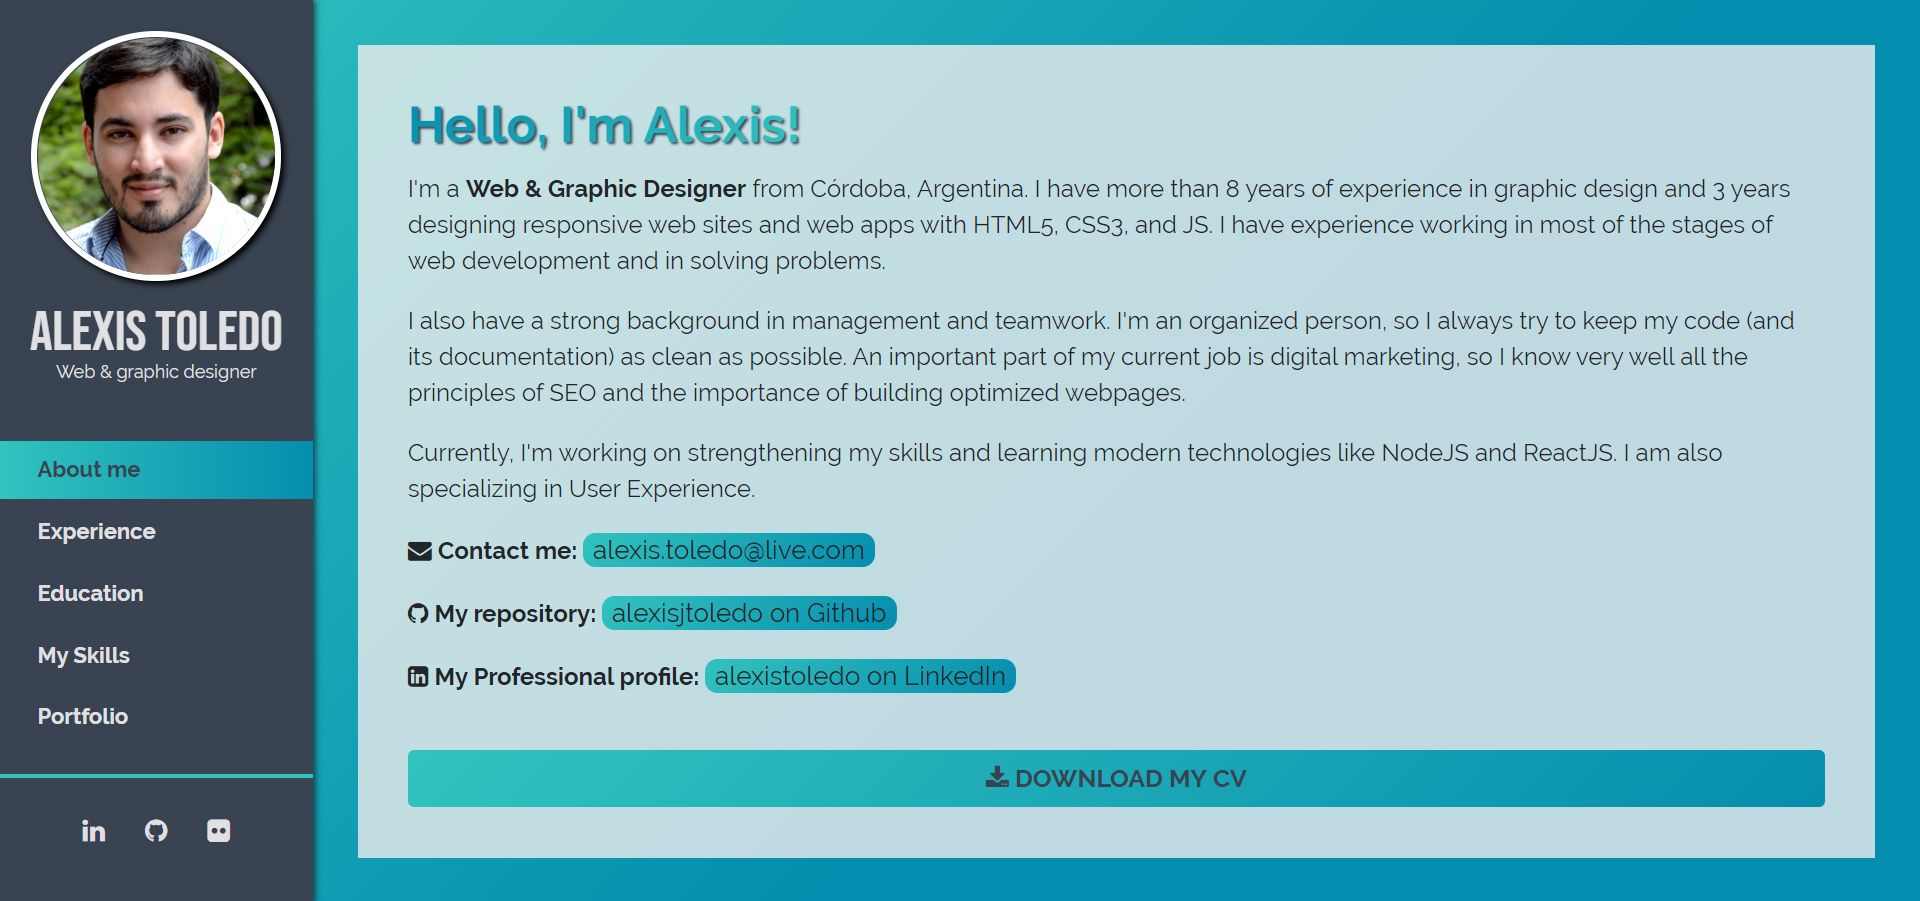 ALEXIS TOLEDO
Web & graphic designer
About me
Experience
Education
My Skills
Portfolio
Hello, I'm Alexis!
I'm a Web & Graphic Designer from Córdoba, Argentina. I have more than 8 years of experience in graphic design and 3 years
designing responsive web sites and web apps with HTML5, CSS3, and JS. I have experience working in most of the stages of
web development and in solving problems.
I also have a strong background in management and teamwork. I'm an organized person, so I always try to keep my code (and
its documentation) as clean as possible. An important part of my current job is digital marketing, so I know very well all the
principles of SEO and the importance of building optimized webpages.
Currently, I'm working on strengthening my skills and learning modern technologies like NodeJS and ReactJS. I am also
specializing in User Experience.
Contact me: alexis.toledo@live.com
My repository: alexisjtoledo on Github
My Professional profile: alexistoledo on LinkedIn
DOWNLOAD MY CV